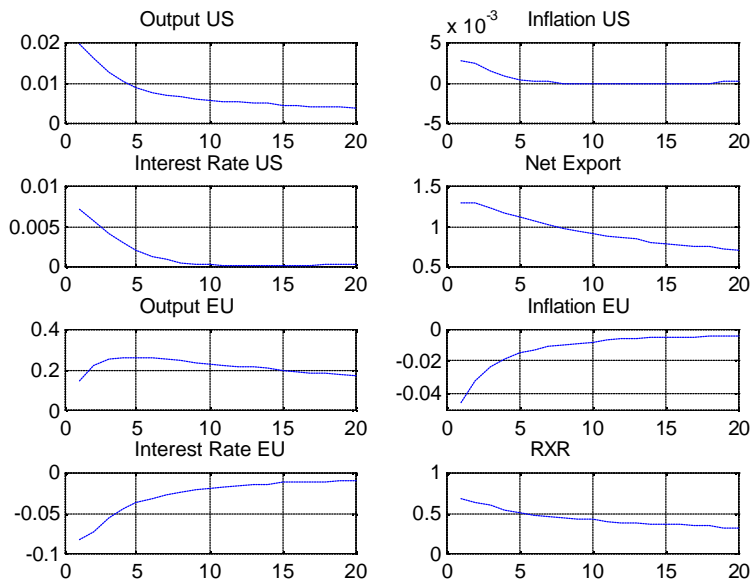 Output US
0.02
0.01
0
0 5 10 15 20
Inflation US
x 10^-3
5
0
-5
0 5 10 15 20
Interest Rate US
0.01
0.005
0
0 5 10 15 20
Net Export
1.5
1
0.5
0 5 10 15 20
Output EU
0.4
0.2
0
0 5 10 15 20
Inflation EU
0
-0.02
-0.04
0 5 10 15 20
Interest Rate EU
0
-0.05
-0.1
0 5 10 15 20
RXR
1
0.5
0
0 5 10 15 20